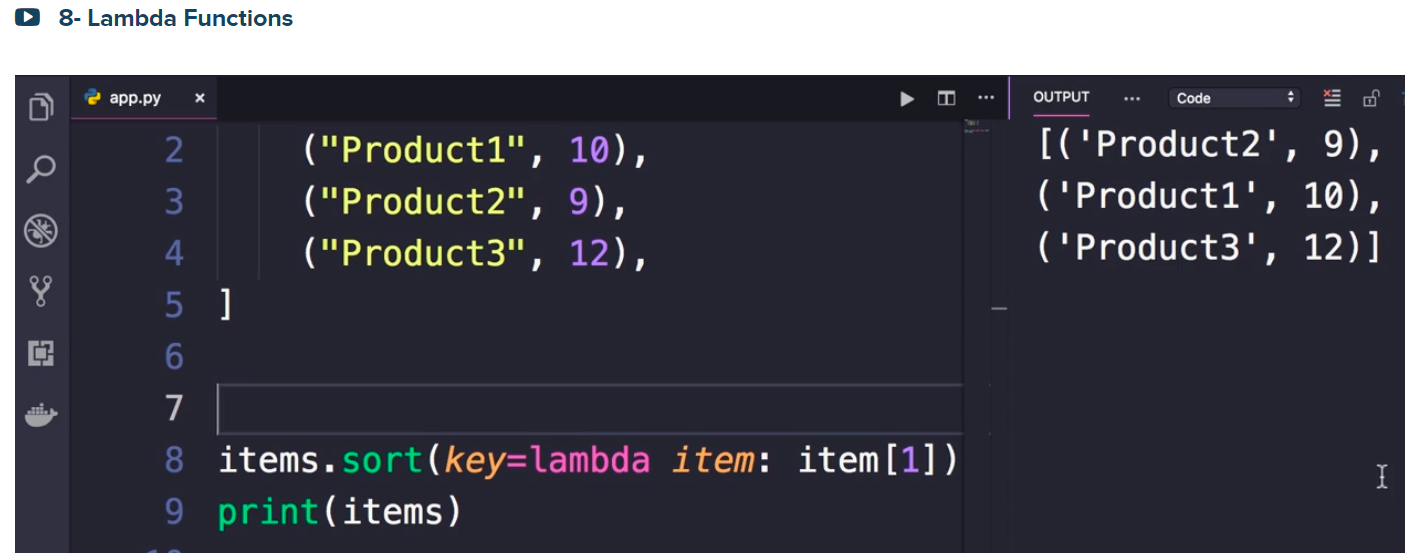 8- Lambda Functions
app.py ×
OUTPUT ... Code
2 ("Product1", 10),
3 ("Product2", 9),
4 ("Product3", 12),
5 ]
6
7
8 items.sort(key=lambda item: item[1])
9 print(items)
10
[('Product2', 9),
('Product1', 10),
('Product3', 12)]